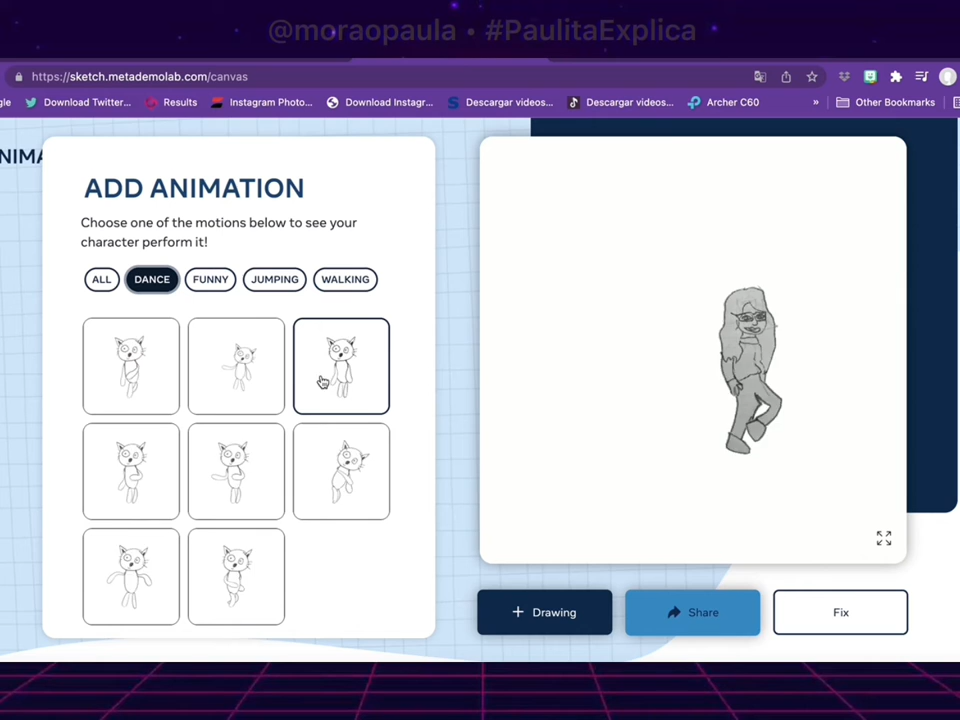 @moraopaula • #PaulitaExplica
https://sketch.metademolab.com/canvas
gle
Download Twitter...
Results
Instagram Photo...
Download Instagr...
Descargar videos...
Descargar videos...
Archer C60
»
Other Bookmarks
NIMA
ADD ANIMATION
Choose one of the motions below to see your
character perform it!
ALL
DANCE
FUNNY
JUMPING
WALKING
+ Drawing
Share
Fix